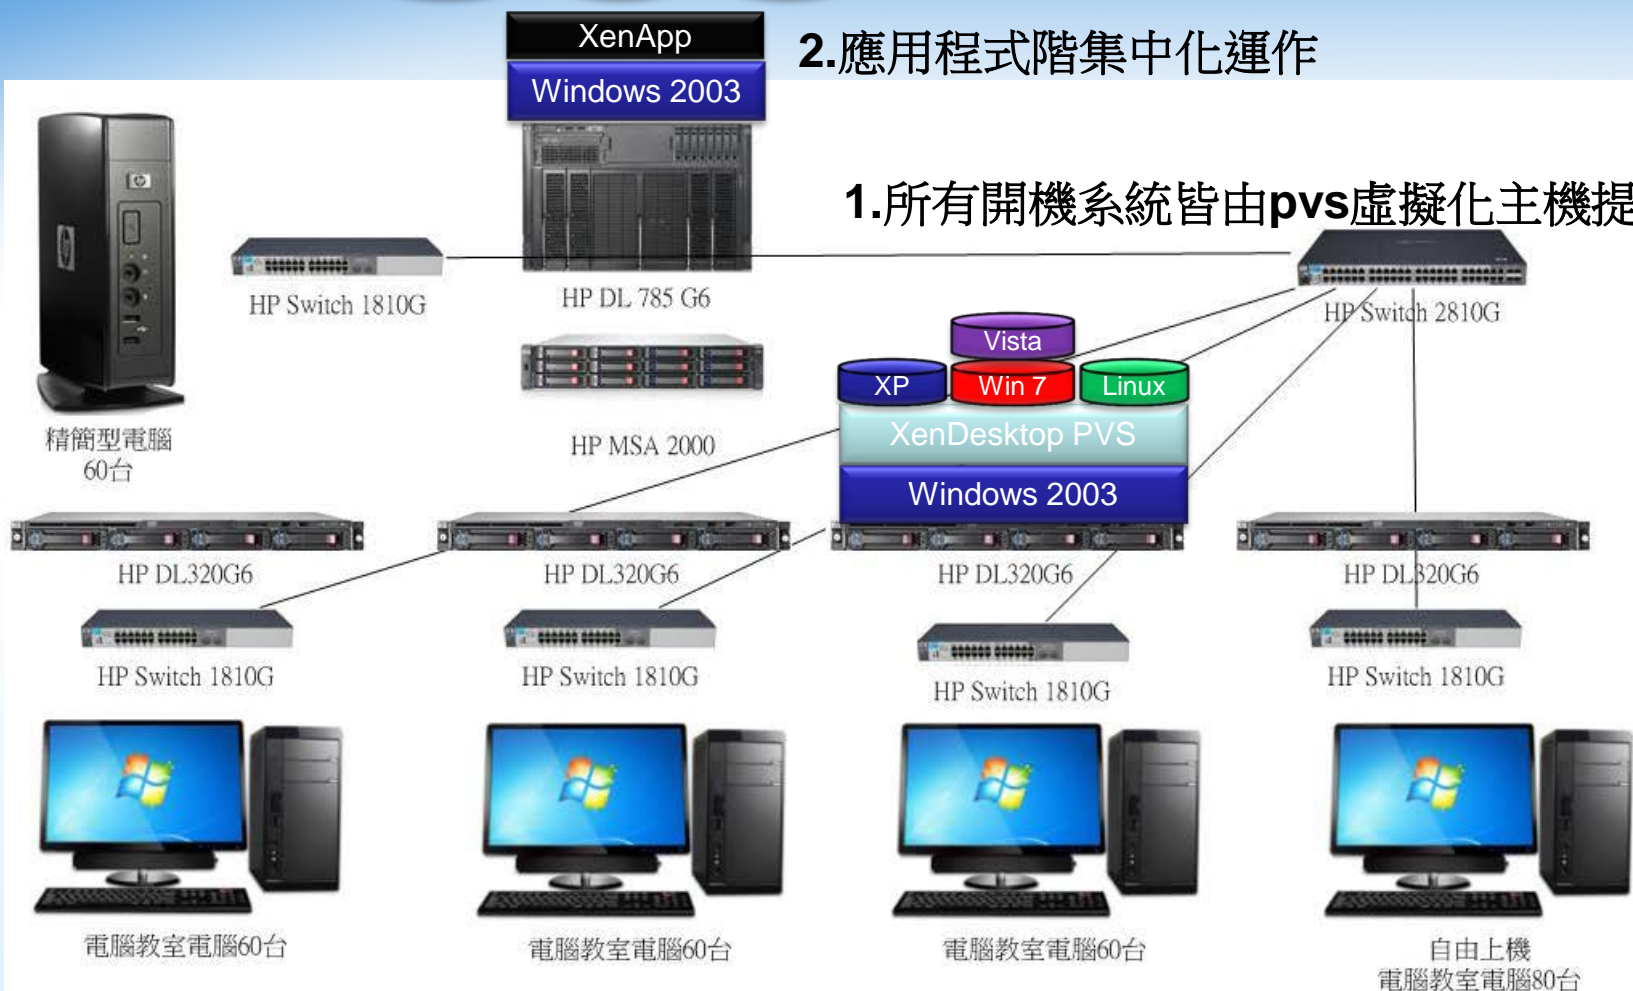 XenApp
Windows 2003
2.應用程式階集中化運作
1.所有開機系統皆由pvs虛擬化主機提
HP Switch 1810G
HP DL 785 G6
HP Switch 2810G
Vista
XP
Win 7
Linux
XenDesktop PVS
Windows 2003
精簡型電腦
60台
HP MSA 2000
HP DL320G6
HP DL320G6
HP DL320G6
HP DL320G6
HP Switch 1810G
HP Switch 1810G
HP Switch 1810G
HP Switch 1810G
電腦教室電腦60台
電腦教室電腦60台
電腦教室電腦60台
自由上機
電腦教室電腦80台